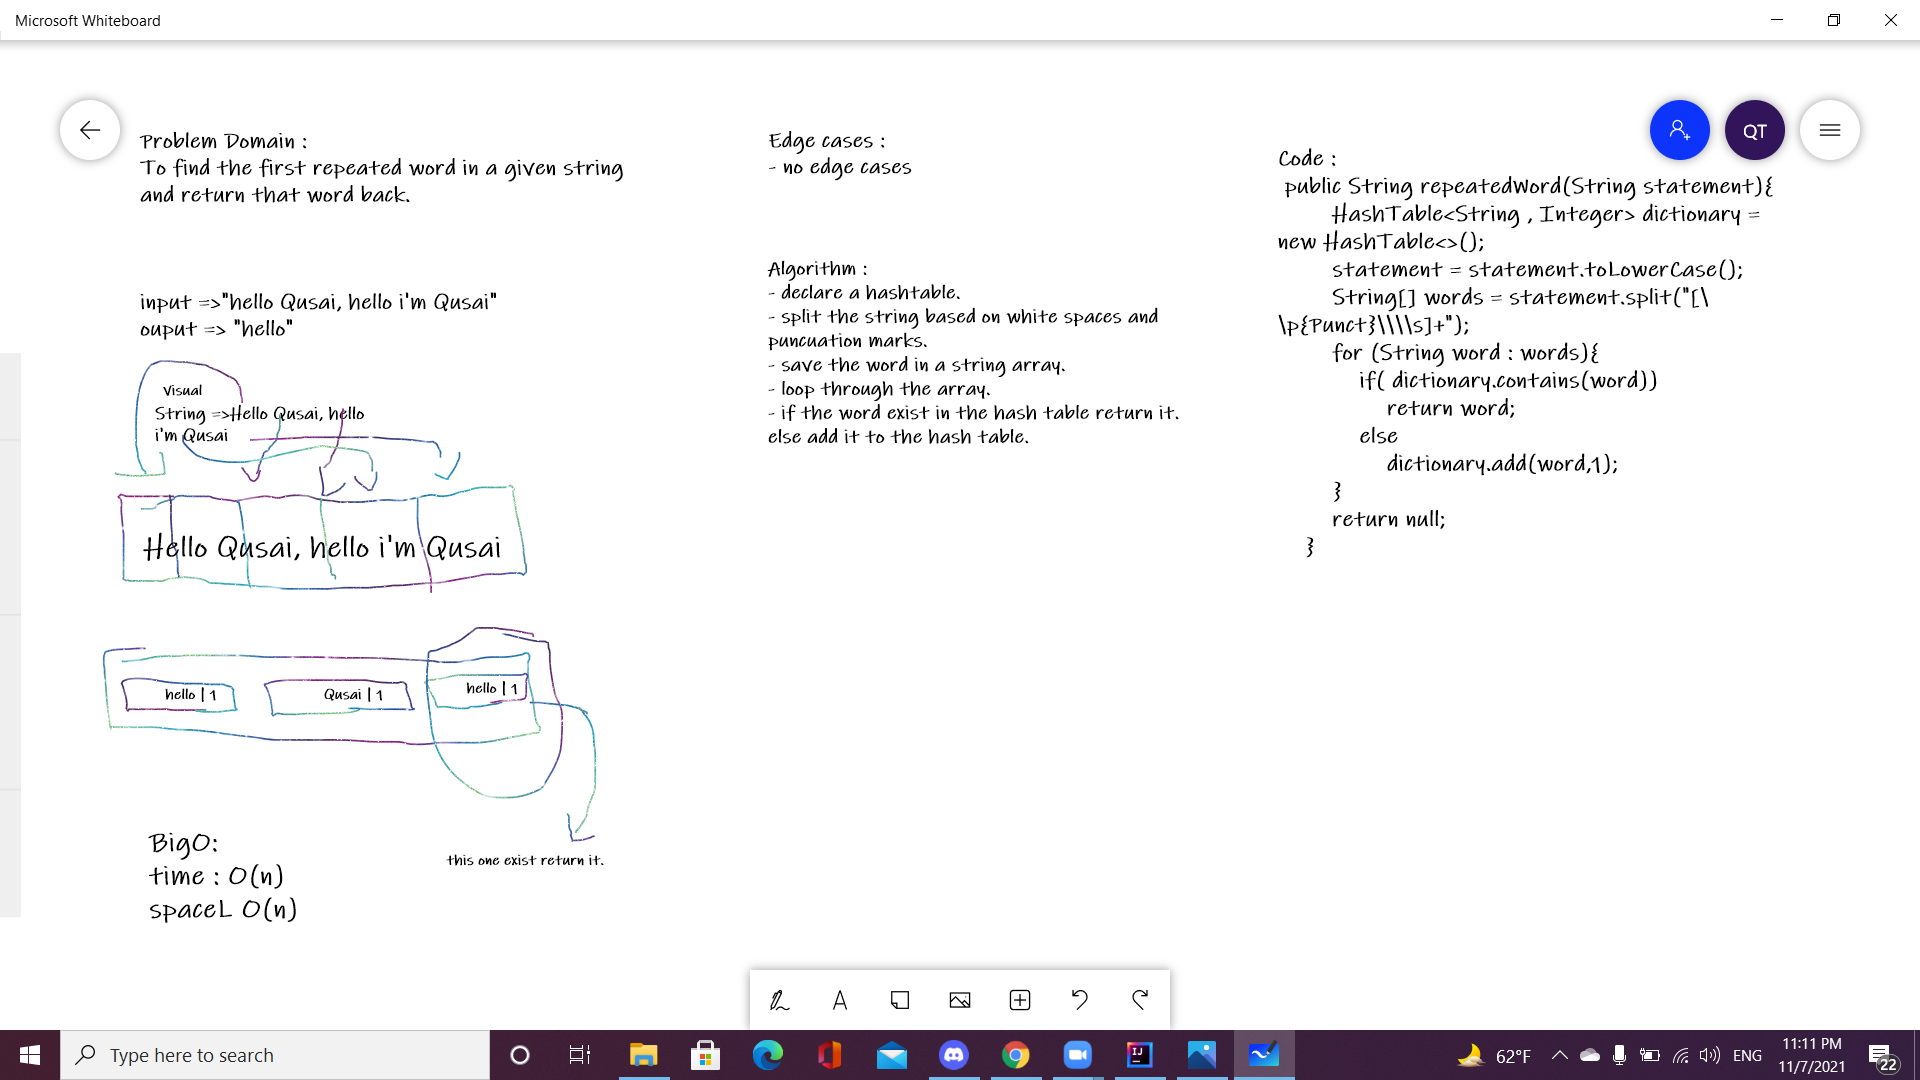 Microsoft Whiteboard
Problem Domain :
To find the first repeated word in a given string
and return that word back.
input =>"hello Qusai, hello i'm Qusai"
ouput => "hello"
Visual
String =>Hello Qusai, hello
i'm Qusai
Hello Qusai, hello i'm Qusai
hello | 1
Qusai | 1
hello | 1
this one exist return it.
BigO:
time : O(n)
spaceL O(n)
Edge cases :
- no edge cases
Algorithm :
- declare a hashtable.
- split the string based on white spaces and
puncuation marks.
- save the word in a string array.
- loop through the array.
- if the word exist in the hash table return it.
else add it to the hash table.
QT
Code :
public String repeatedWord(String statement){
HashTable<String , Integer> dictionary =
new HashTable<>();
statement = statement.toLowerCase();
String[] words = statement.split("[\
\p{Punct}\\\\s]+");
for (String word : words){
if( dictionary.contains(word))
return word;
else
dictionary.add(word,1);
}
return null;
}
Type here to search
62°F
ENG
11:11 PM
11/7/2021
22